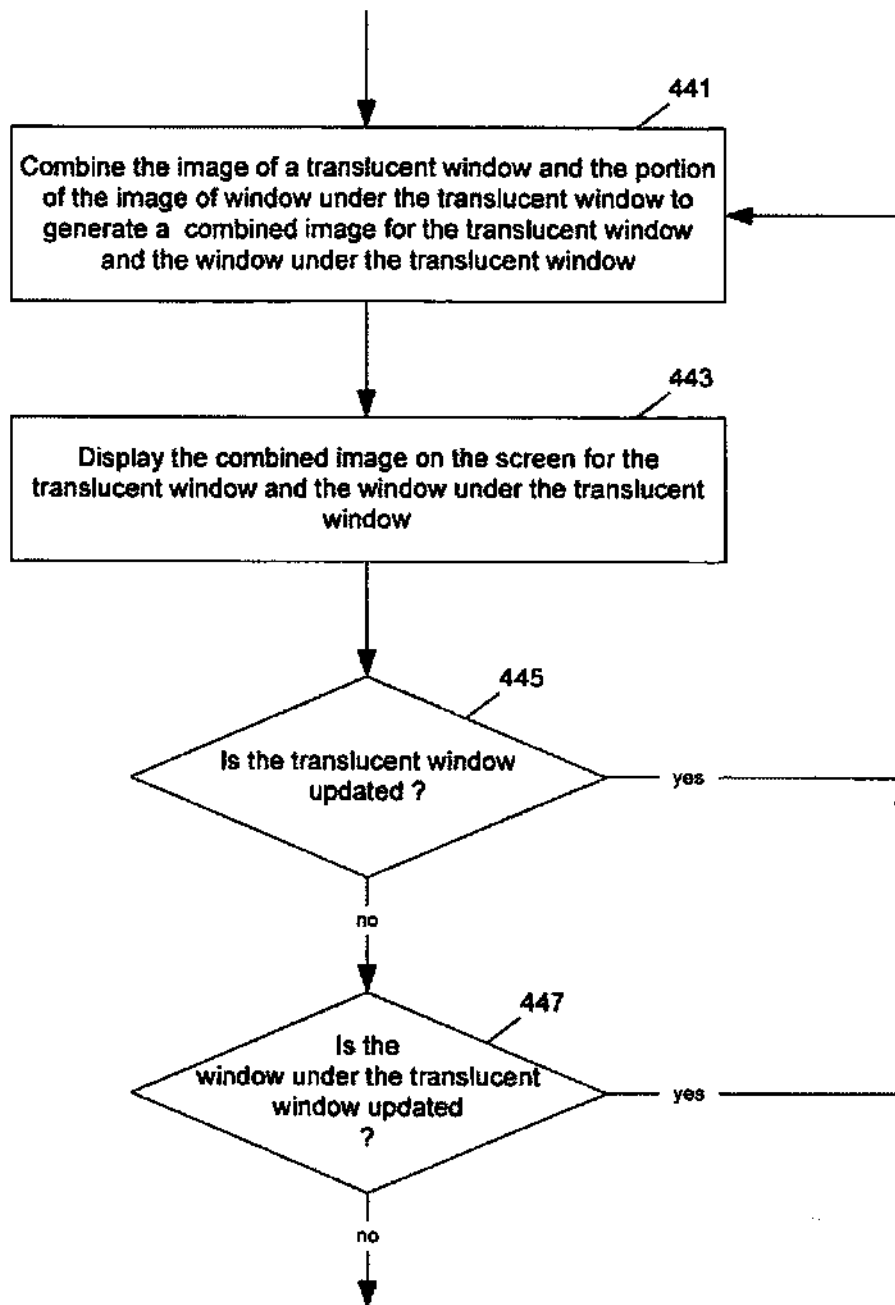 441
Combine the image of a translucent window and the portion
of the image of window under the translucent window to
generate a combined image for the translucent window
and the window under the translucent window
443
Display the combined image on the screen for the
translucent window and the window under the translucent
window
445
Is the translucent window
updated ?
yes
no
447
Is the
window under the translucent
window updated
?
yes
no